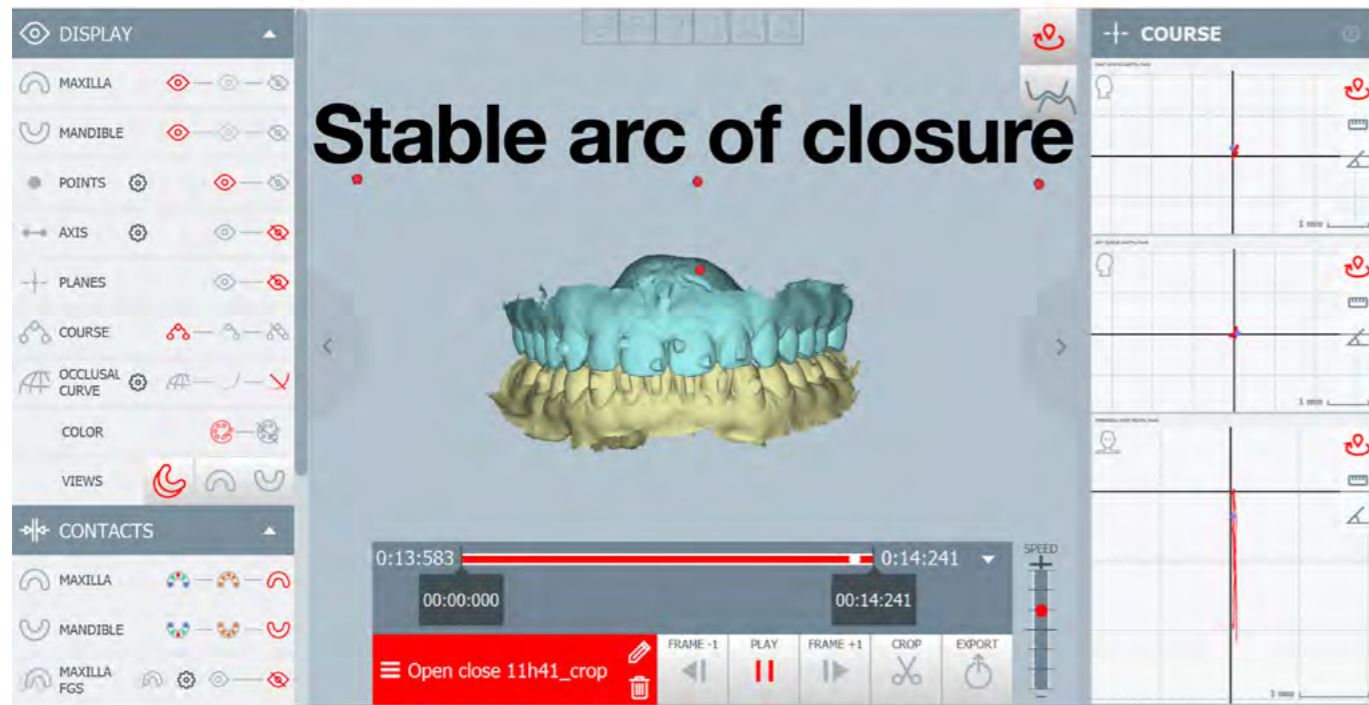 DISPLAY
MAXILLA
MANDIBLE
POINTS
AXIS
PLANES
COURSE
OCCLUSAL
CURVE
COLOR
VIEWS
CONTACTS
MAXILLA
MANDIBLE
MAXILLA
FGS
Stable arc of closure
0:13:583
0:14:241
00:00:000
00:14:241
SPEED
Open close 11h41_crop
FRAME -1
PLAY
FRAME +1
CROP
EXPORT
COURSE
1 mm
1 mm
1 mm